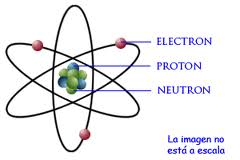 ELECTRON
PROTON
NEUTRON
La imagen no
está a escala